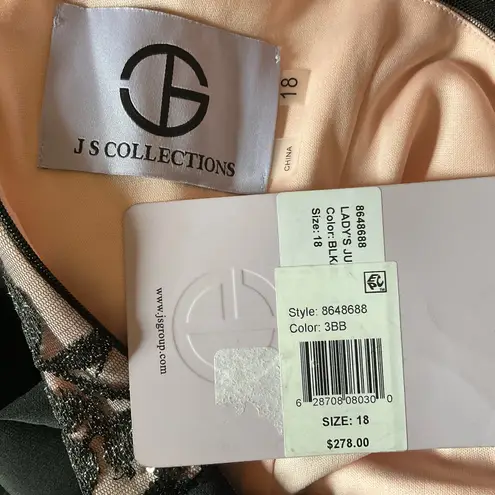 J S COLLECTIONS
18
CHINA
www.jsgroup.com
8648688
LADY'S JU
Color: BLK
Size: 18
Style: 8648688
Color: 3BB
6 28708 08030 0
SIZE: 18
$278.00